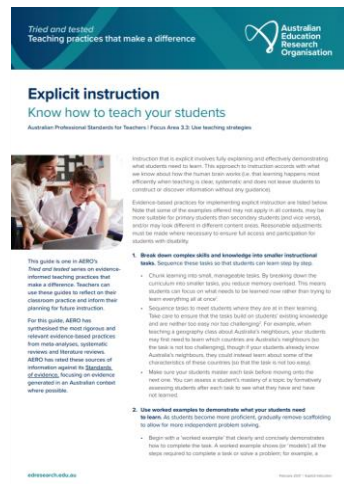 Tried and tested
Teaching practices that make a difference
Australian
Education
Research
Organisation
Explicit instruction
Know how to teach your students
Australian Professional Standards for Teachers | Focus Area 3.3: Use teaching strategies
Instruction that is explicit involves fully explaining and effectively demonstrating
what students need to learn. This approach to instruction accords with what
we know about how the human brain works (i.e. that learning happens most
efficiently when teaching is clear, systematic and does not leave students to
construct or discover information without any guidance).
Evidence-based practices for implementing explicit instruction are listed below.
Note that some of the examples offered may not apply in all contexts, may be
more suitable for primary students than secondary students (and vice versa),
and/or may look different in different content areas. Reasonable adjustments
must be made where necessary to ensure full access and participation for
students with disability.
This guide is one in AERO's
Tried and tested series on evidence-
informed teaching practices that
make a difference. Teachers can
use these guides to reflect on their
classroom practice and inform their
planning for future instruction.
For this guide, AERO has
synthesised the most rigorous and
relevant evidence-based practices
from meta-analyses, systematic
reviews and literature reviews.
AERO has rated these sources of
information against its Standards
of evidence, focusing on evidence
generated in an Australian context
where possible.
1. Break down complex skills and knowledge into smaller instructional
tasks. Sequence these tasks so that students can learn step by step.
• Chunk learning into small, manageable tasks. By breaking down the
curriculum into smaller tasks, you reduce memory overload. This means
students can focus on what needs to be learned now rather than trying to
learn everything all at once
• Sequence tasks to meet students where they are at in their learning.
Take care to ensure that the tasks build on students' existing knowledge
and are neither too easy nor too challenging. For example, when
teaching a geography class about Australia's neighbours, your students
may first need to learn which countries are Australia's neighbours (so
the task is not too challenging), though if your students already know
Australia's neighbours, they could instead learn about some of the
characteristics of these countries (so that the task is not too easy).
• Make sure your students master each task before moving onto the
next one. You can assess a student's mastery of a topic by formatively
assessing students after each task to see what they have and have
not learned.
2. Use worked examples to demonstrate what your students need
to learn. As students become more proficient, gradually remove scaffolding
to allow for more independent problem solving.
• Begin with a 'worked example' that clearly and concisely demonstrates
how to complete the task. A worked example shows (or 'models') all the
steps required to complete a task or solve a problem; for example, a
edresearch.edu.au